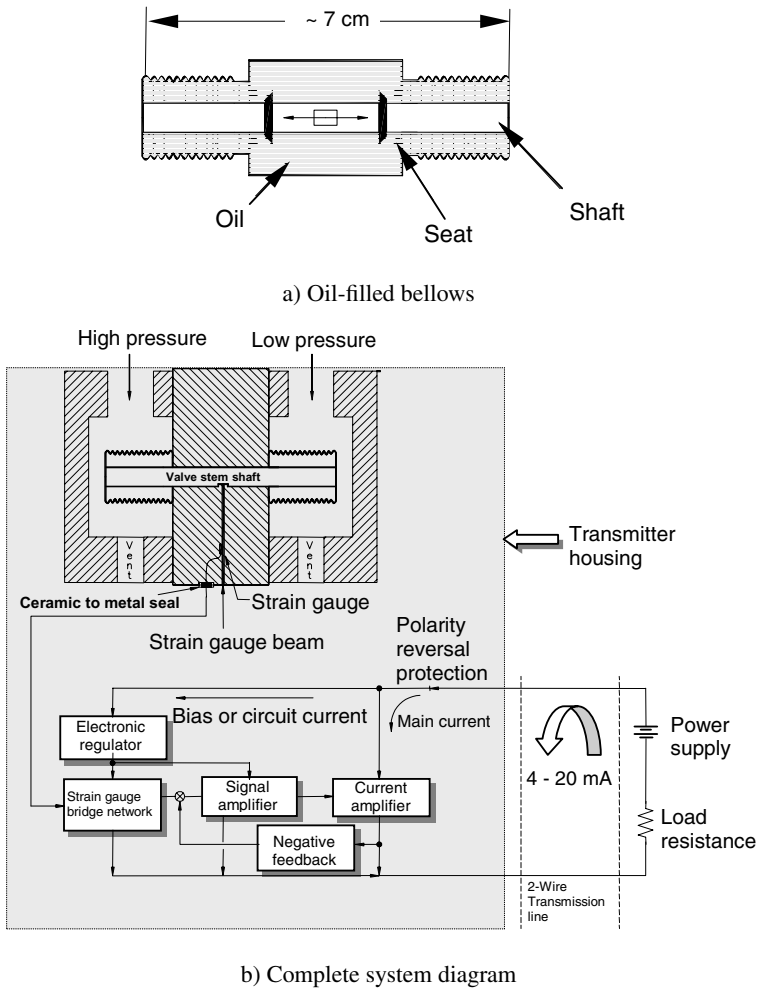 ~ 7 cm
Oil
Seat
Shaft
a) Oil-filled bellows
High pressure
Low pressure
Valve stem shaft
Vent
Vent
Transmitter
housing
Ceramic to metal seal
Strain gauge
Strain gauge beam
Polarity
reversal
protection
Bias or circuit current
Main current
Electronic
regulator
Power
supply
4 - 20 mA
Strain gauge
bridge network
Signal
amplifier
Current
amplifier
Load
resistance
Negative
feedback
2-Wire
Transmission
line
b) Complete system diagram